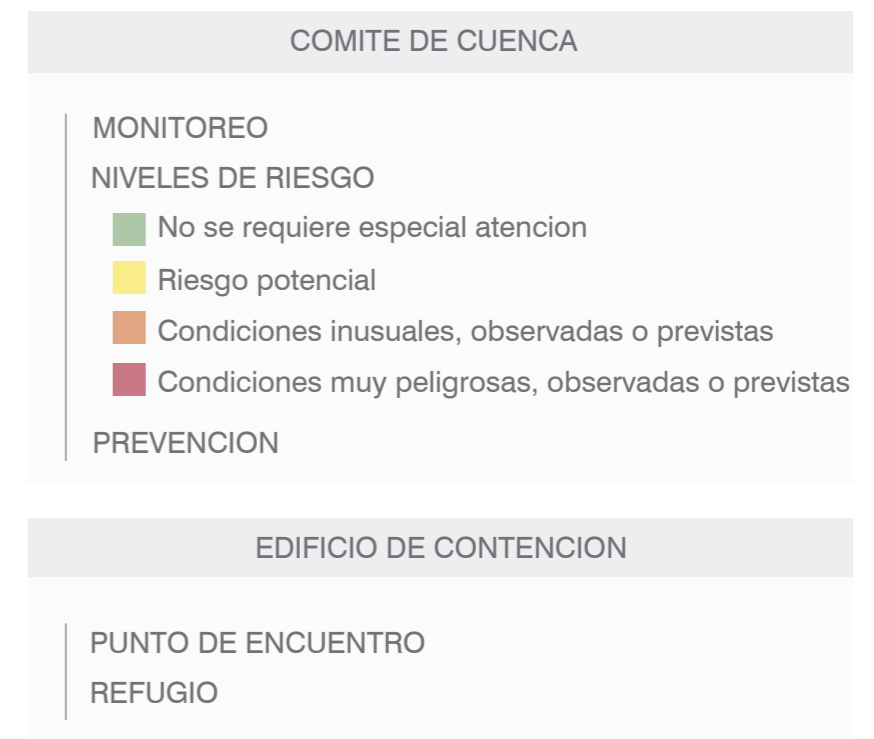 COMITE DE CUENCA
MONITOREO
NIVELES DE RIESGO
No se requiere especial atencion
Riesgo potencial
Condiciones inusuales, observadas o previstas
Condiciones muy peligrosas, observadas o previstas
PREVENCION
EDIFICIO DE CONTENCION
PUNTO DE ENCUENTRO
REFUGIO